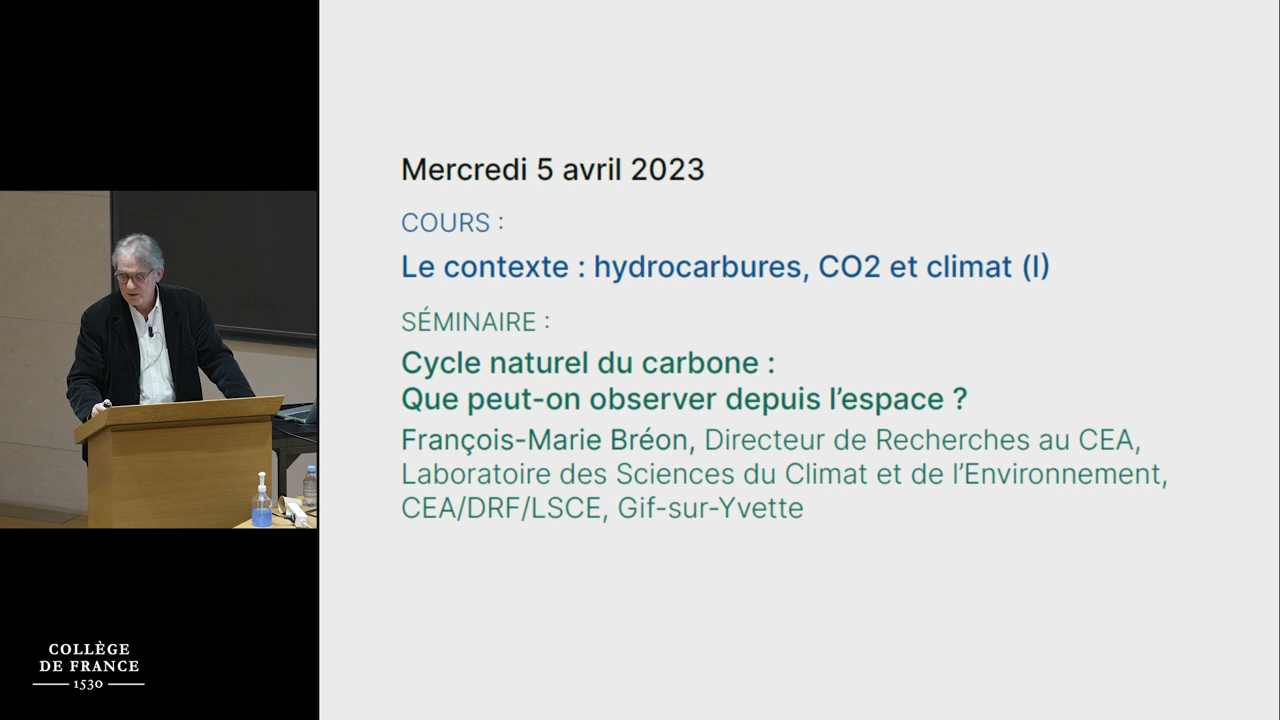 Mercredi 5 avril 2023
COURS :
Le contexte : hydrocarbures, CO2 et climat (I)
SÉMINAIRE :
Cycle naturel du carbone :
Que peut-on observer depuis l’espace ?
François-Marie Bréon, Directeur de Recherches au CEA,
Laboratoire des Sciences du Climat et de l’Environnement,
CEA/DRF/LSCE, Gif-sur-Yvette
COLLÈGE
DE FRANCE
1530